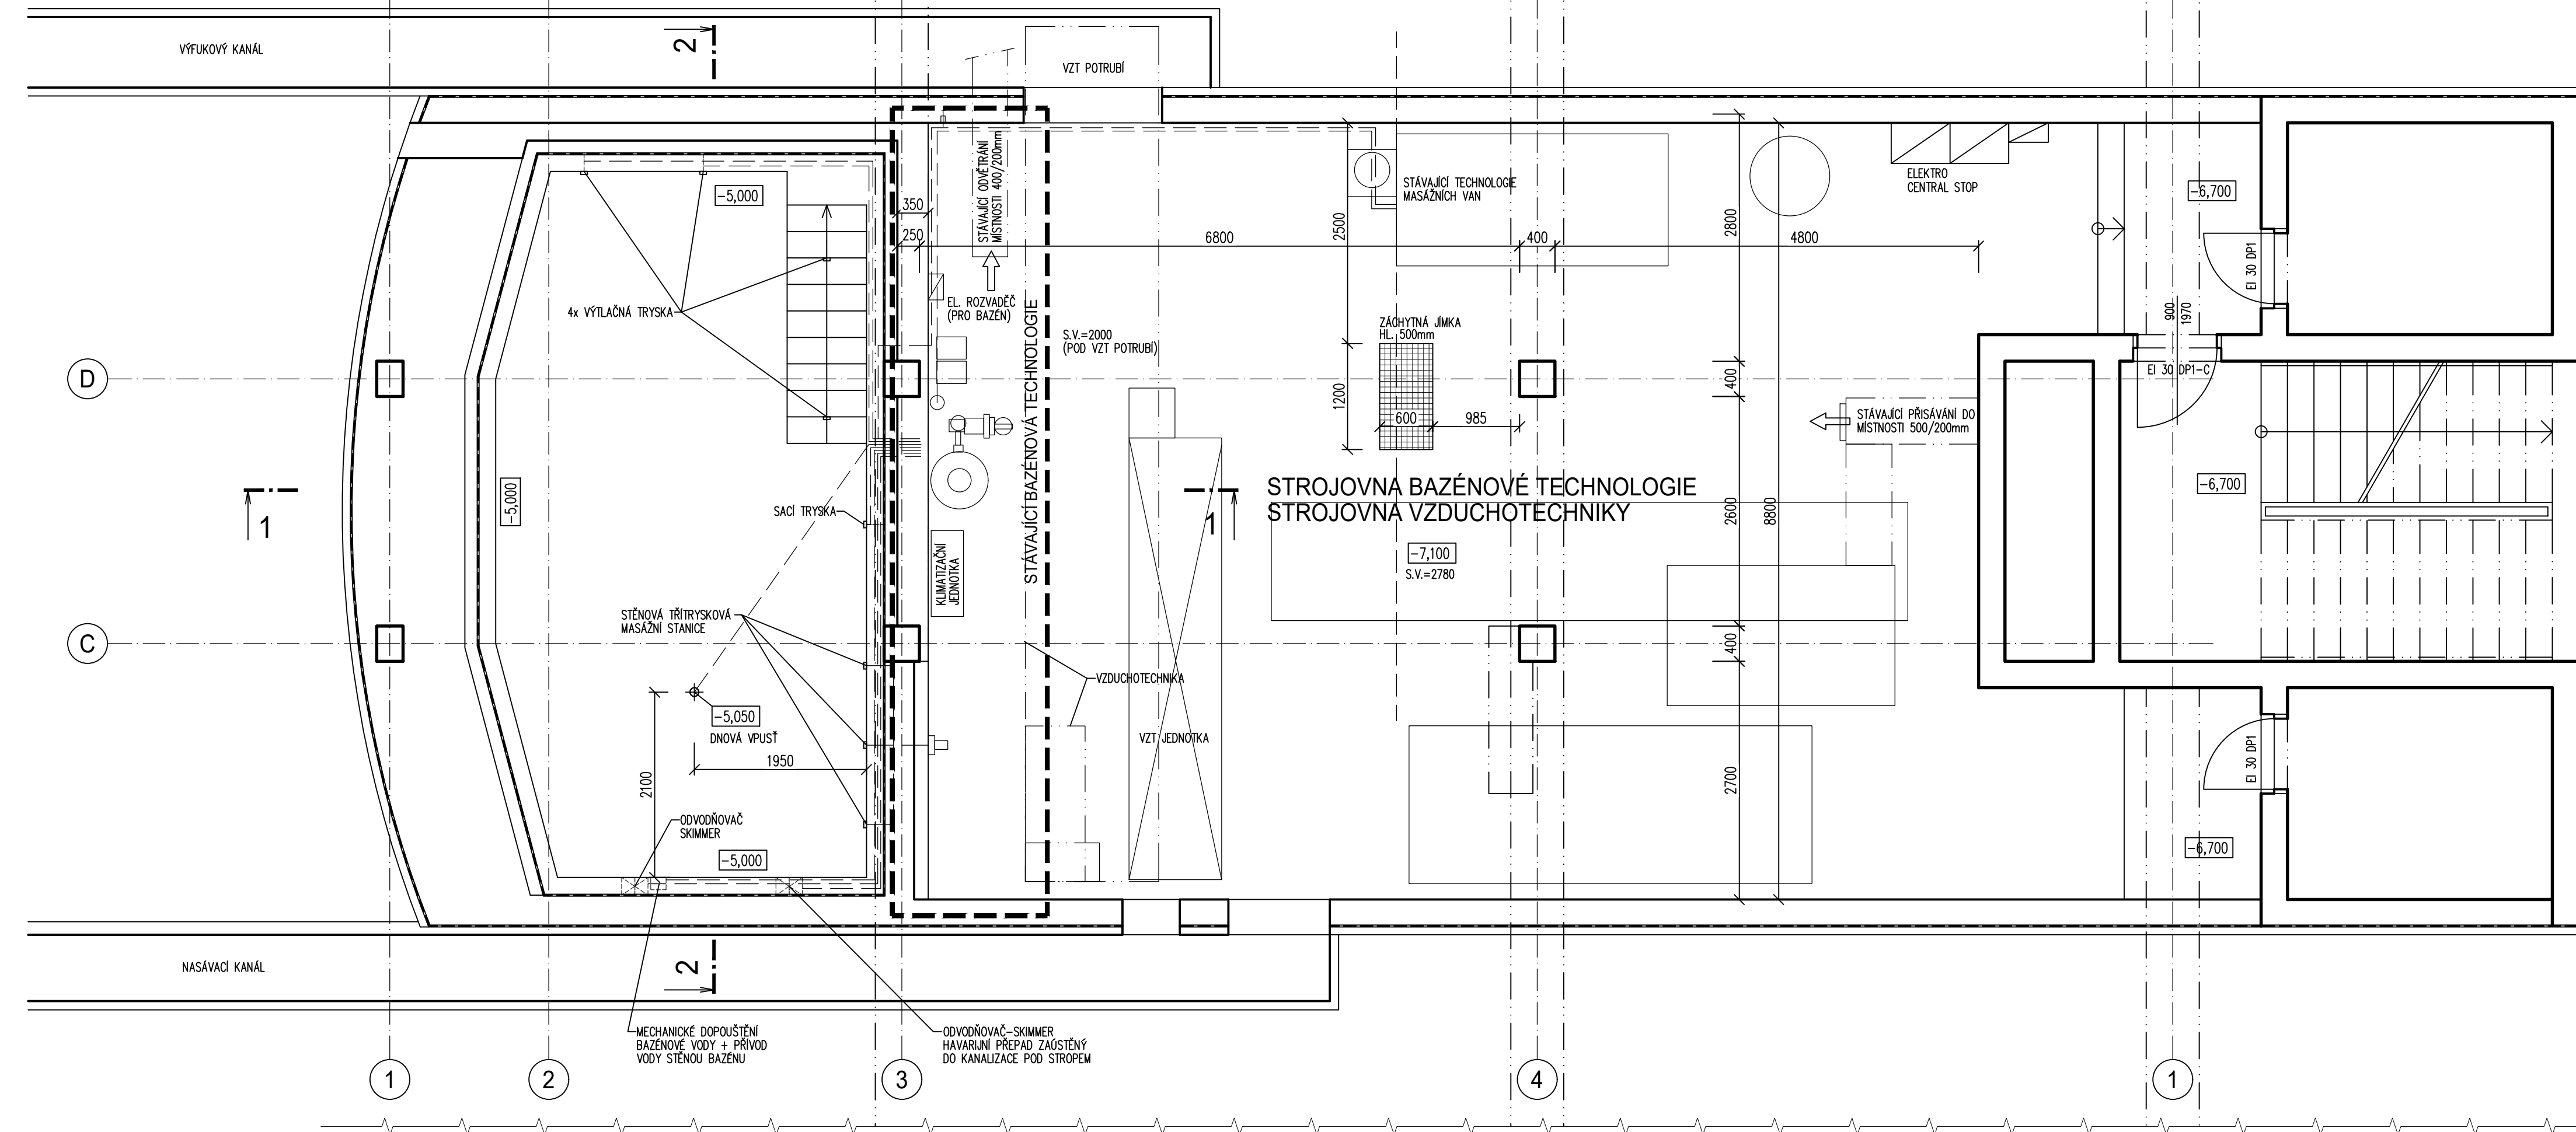 VÝFUKOVÝ KANÁL
2
VZT POTRUBÍ
STÁVAJÍCÍ ODVĚTRÁNÍ
MÍSTNOSTI 400/200mm
−5,000
350
250
6800
400
4800
2500
2800
STÁVAJÍCÍ TECHNOLOGIE
MASÁŽNÍCH VAN
ELEKTRO
CENTRAL STOP
−6,700
EI 30 DP1
900
1970
EL. ROZVADĚČ
(PRO BAZÉN)
4x VÝTLAČNÁ TRYSKA
STÁVAJÍCÍ BAZÉNOVÁ TECHNOLOGIE
S.V.=2000
(POD VZT POTRUBÍ)
ZÁCHYTNÁ JÍMKA
HL. 500mm
D
1200
400
EI 30 DP1-C
600
985
STÁVAJÍCÍ PŘISÁVÁNÍ DO
MÍSTNOSTI 500/200mm
−5,000
1
SACÍ TRYSKA
1
STROJOVNA BAZÉNOVÉ TECHNOLOGIE
STROJOVNA VZDUCHOTECHNIKY
2600
8800
−6,700
−7,100
S.V.=2780
KLIMATIZAČNÍ
JEDNOTKA
STĚNOVÁ TŘÍTRYSKOVÁ
MASÁŽNÍ STANICE
C
400
VZDUCHOTECHNIKA
−5,050
DNOVÁ VPUSŤ
VZT JEDNOTKA
1950
2100
2700
EI 30 DP1
ODVODŇOVAČ
SKIMMER
−5,000
−6,700
NASÁVACÍ KANÁL
2
MECHANICKÉ DOPOUŠTĚNÍ
BAZÉNOVÉ VODY + PŘÍVOD
VODY STĚNOU BAZÉNU
ODVODŇOVAČ-SKIMMER
HAVARIJNÍ PŘEPAD ZAÚSTĚNÝ
DO KANALIZACE POD STROPEM
1
2
3
4
1